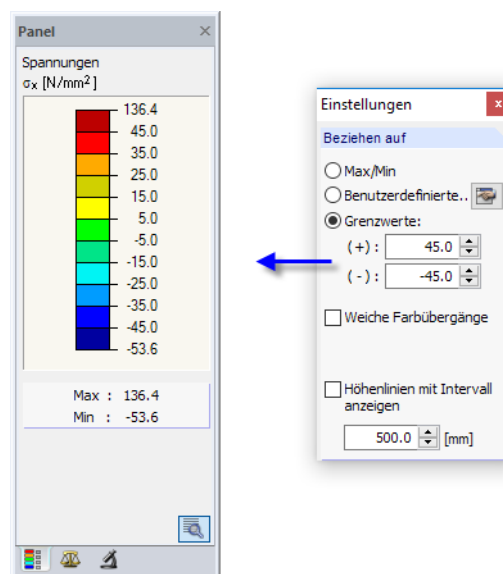 Panel
Spannungen
σx [N/mm²]
136.4
45.0
35.0
25.0
15.0
5.0
-5.0
-15.0
-25.0
-35.0
-45.0
-53.6
Max : 136.4
Min : -53.6
Einstellungen
x
Beziehen auf
Max/Min
Benutzerdefinierte..
Grenzwerte:
(+): 45.0
(-): -45.0
Weiche Farbübergänge
Höhenlinien mit Intervall
anzeigen
500.0 [mm]